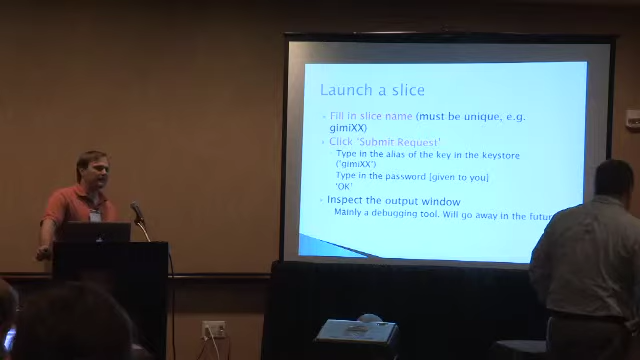 Launch a slice
Fill in slice name (must be unique, e.g.
gimiXX)
Click 'Submit Request'
Type in the alias of the key in the keystore
('gimiXX')
Type in the password [given to you]
'OK'
Inspect the output window
Mainly a debugging tool. Will go away in the future